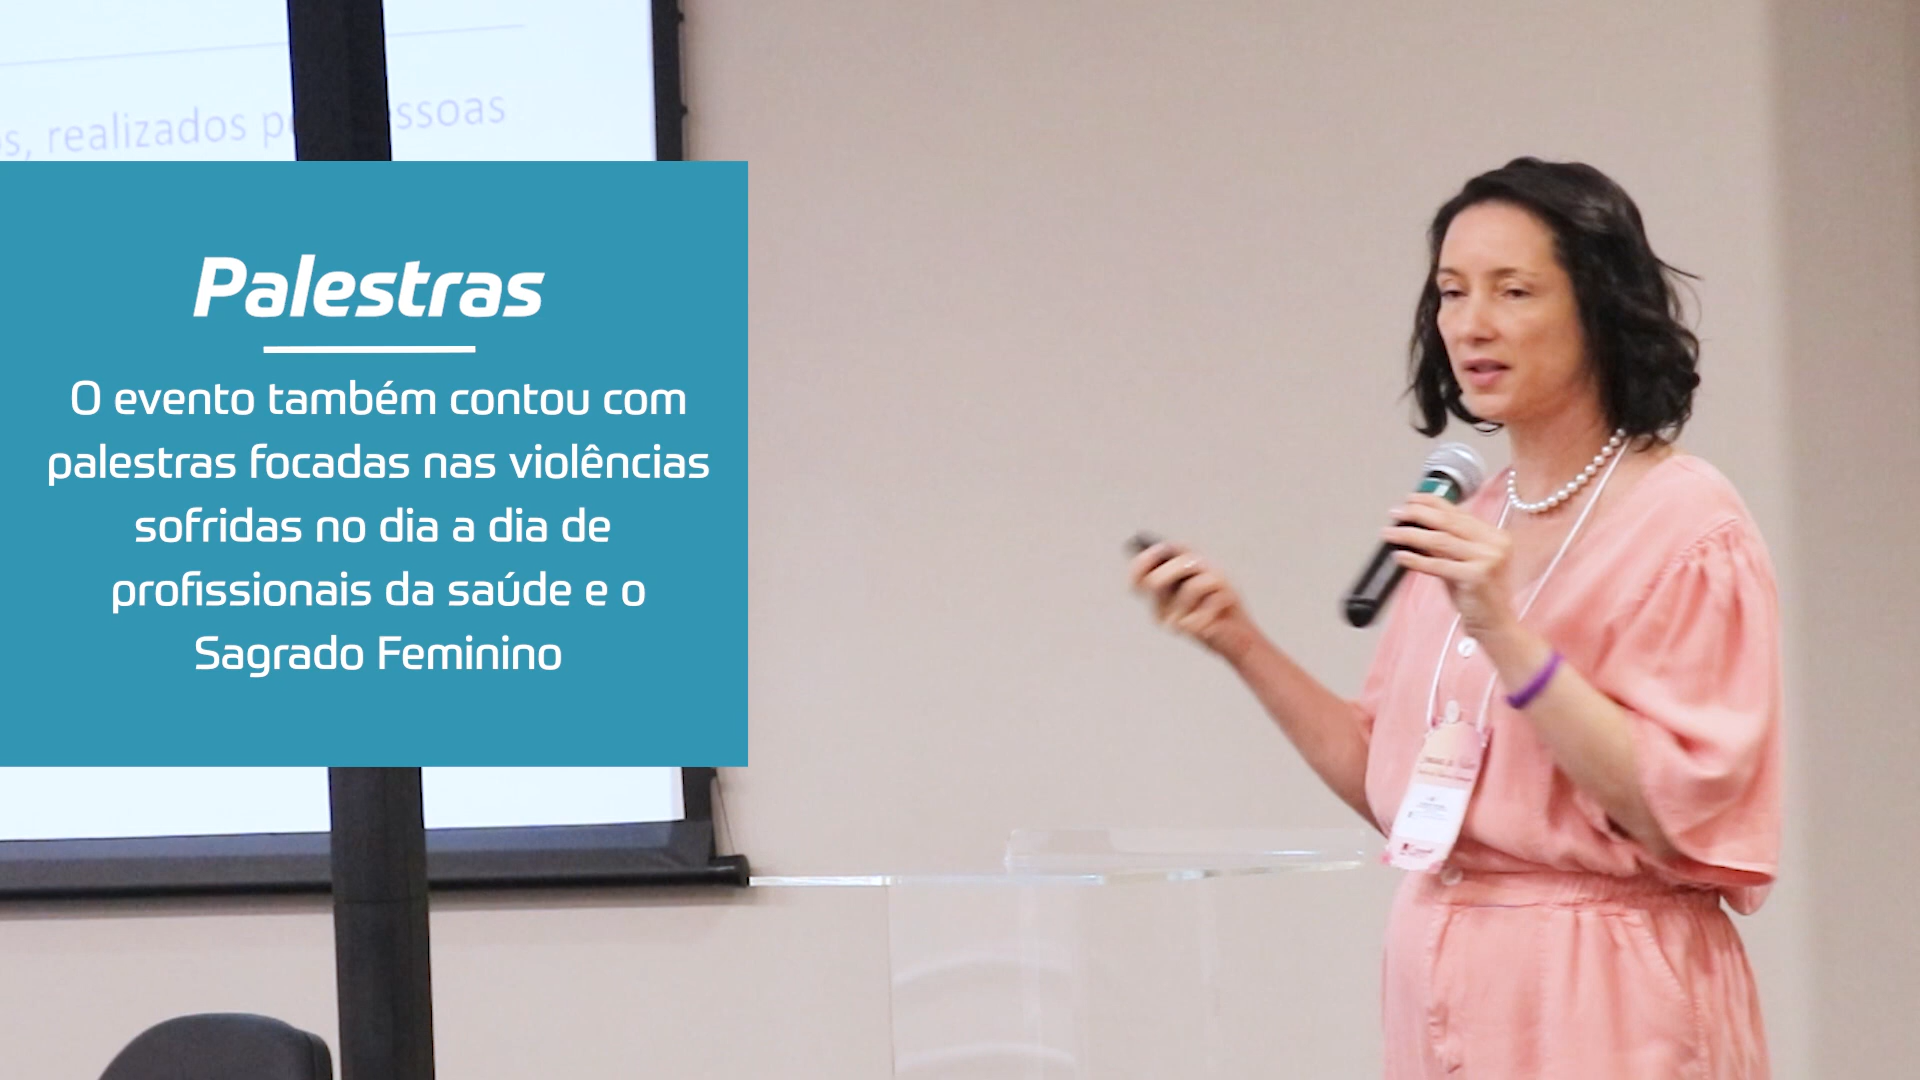 s, realizados po ssoas
Palestras
O evento também contou com
palestras focadas nas violências
sofridas no dia a dia de
profissionais da saúde e o
Sagrado Feminino